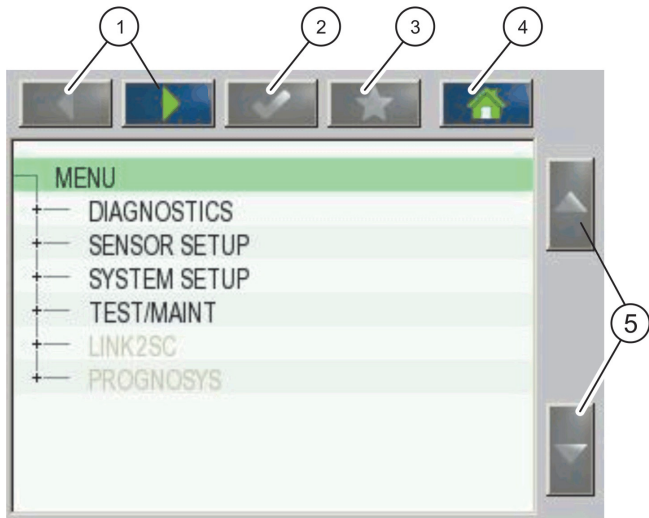 1
2
3
4
MENU
DIAGNOSTICS
SENSOR SETUP
SYSTEM SETUP
TEST/MAINT
LINK2SC
PROGNOSYS
5